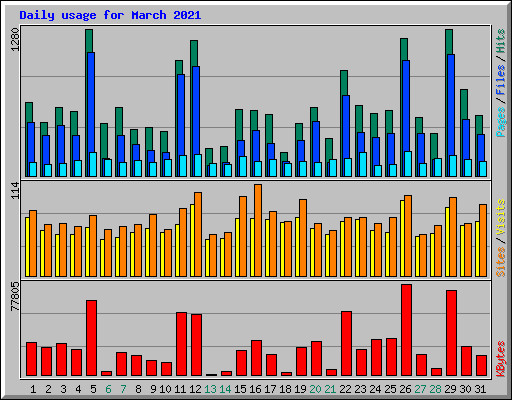 Daily usage for March 2021
1280
Pages / Files / Hits
114
Sites / Visits
77805
KBytes
1 2 3 4 5 6 7 8 9 10 11 12 13 14 15 16 17 18 19 20 21 22 23 24 25 26 27 28 29 30 31